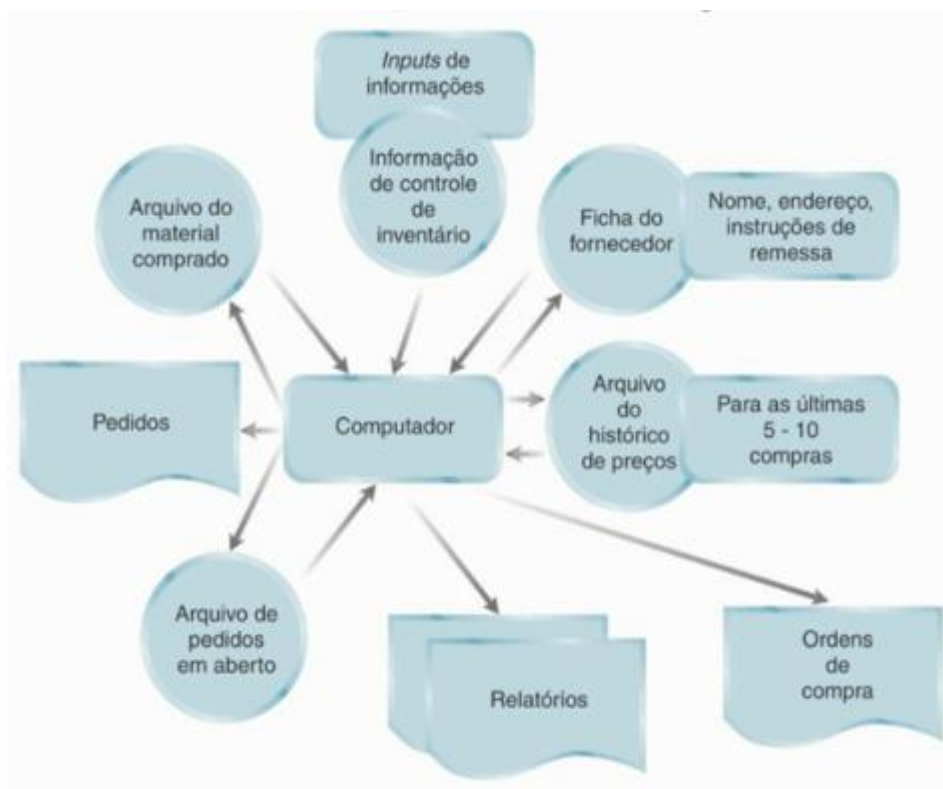 Inputs de
informações
Informação
de controle
de
inventário
Arquivo do
material
comprado
Ficha do
fornecedor
Nome, endereço,
instruções de
remessa
Pedidos
Computador
Arquivo
do
histórico
de preços
Para as últimas
5 - 10
compras
Arquivo de
pedidos
em aberto
Relatórios
Ordens
de
compra